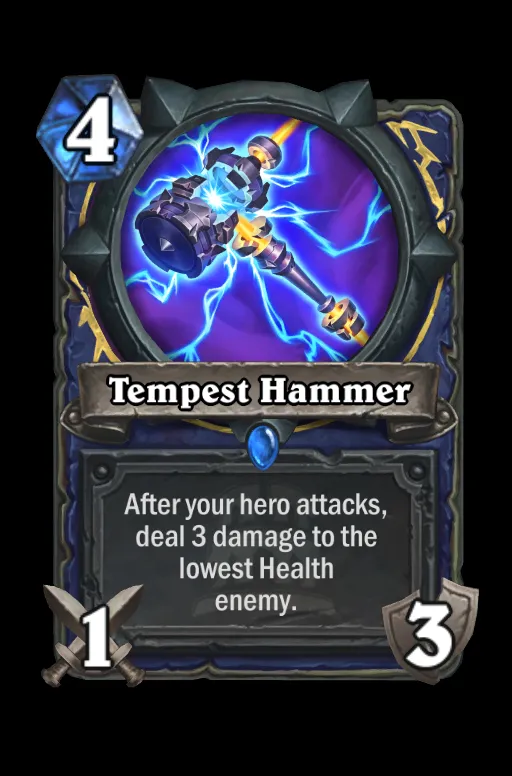 4
Tempest Hammer
After your hero attacks,
deal 3 damage to the
lowest Health
enemy.
1
3